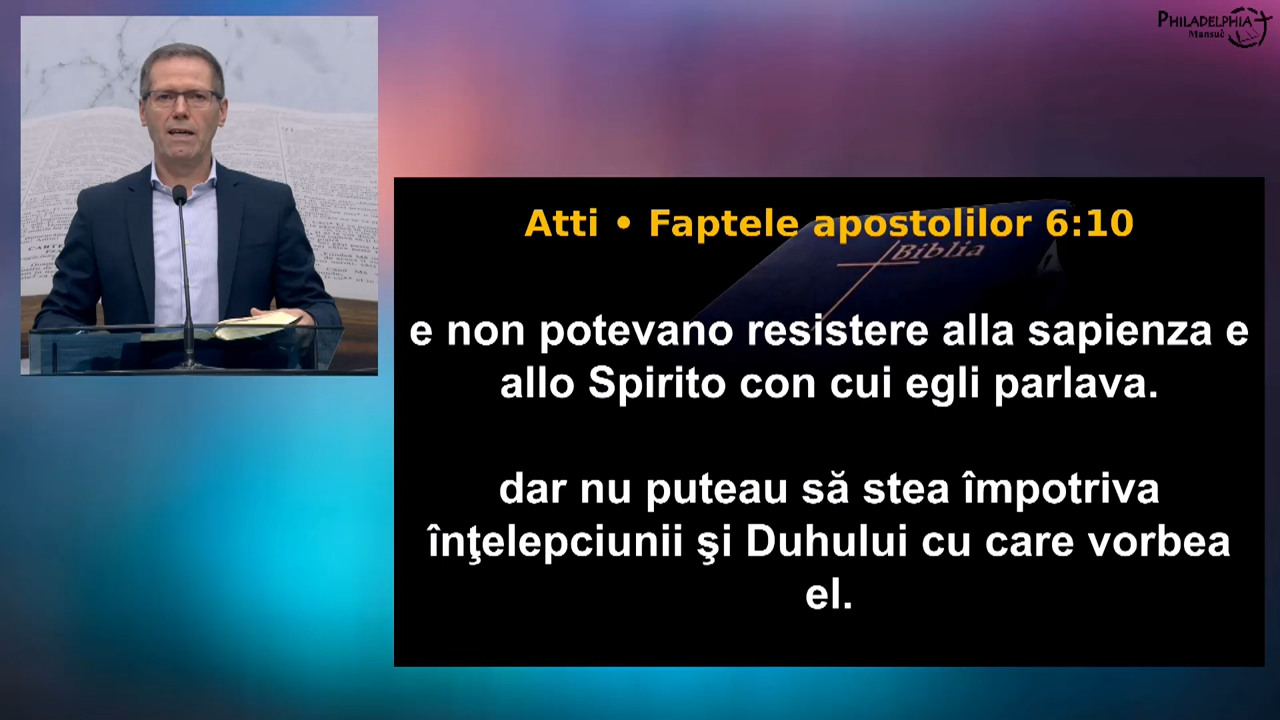 PHILADELPHIA
Mansuè
Atti • Faptele apostolilor 6:10
Biblia
e non potevano resistere alla sapienza e
allo Spirito con cui egli parlava.
dar nu puteau să stea împotriva
înţelepciunii şi Duhului cu care vorbea
el.